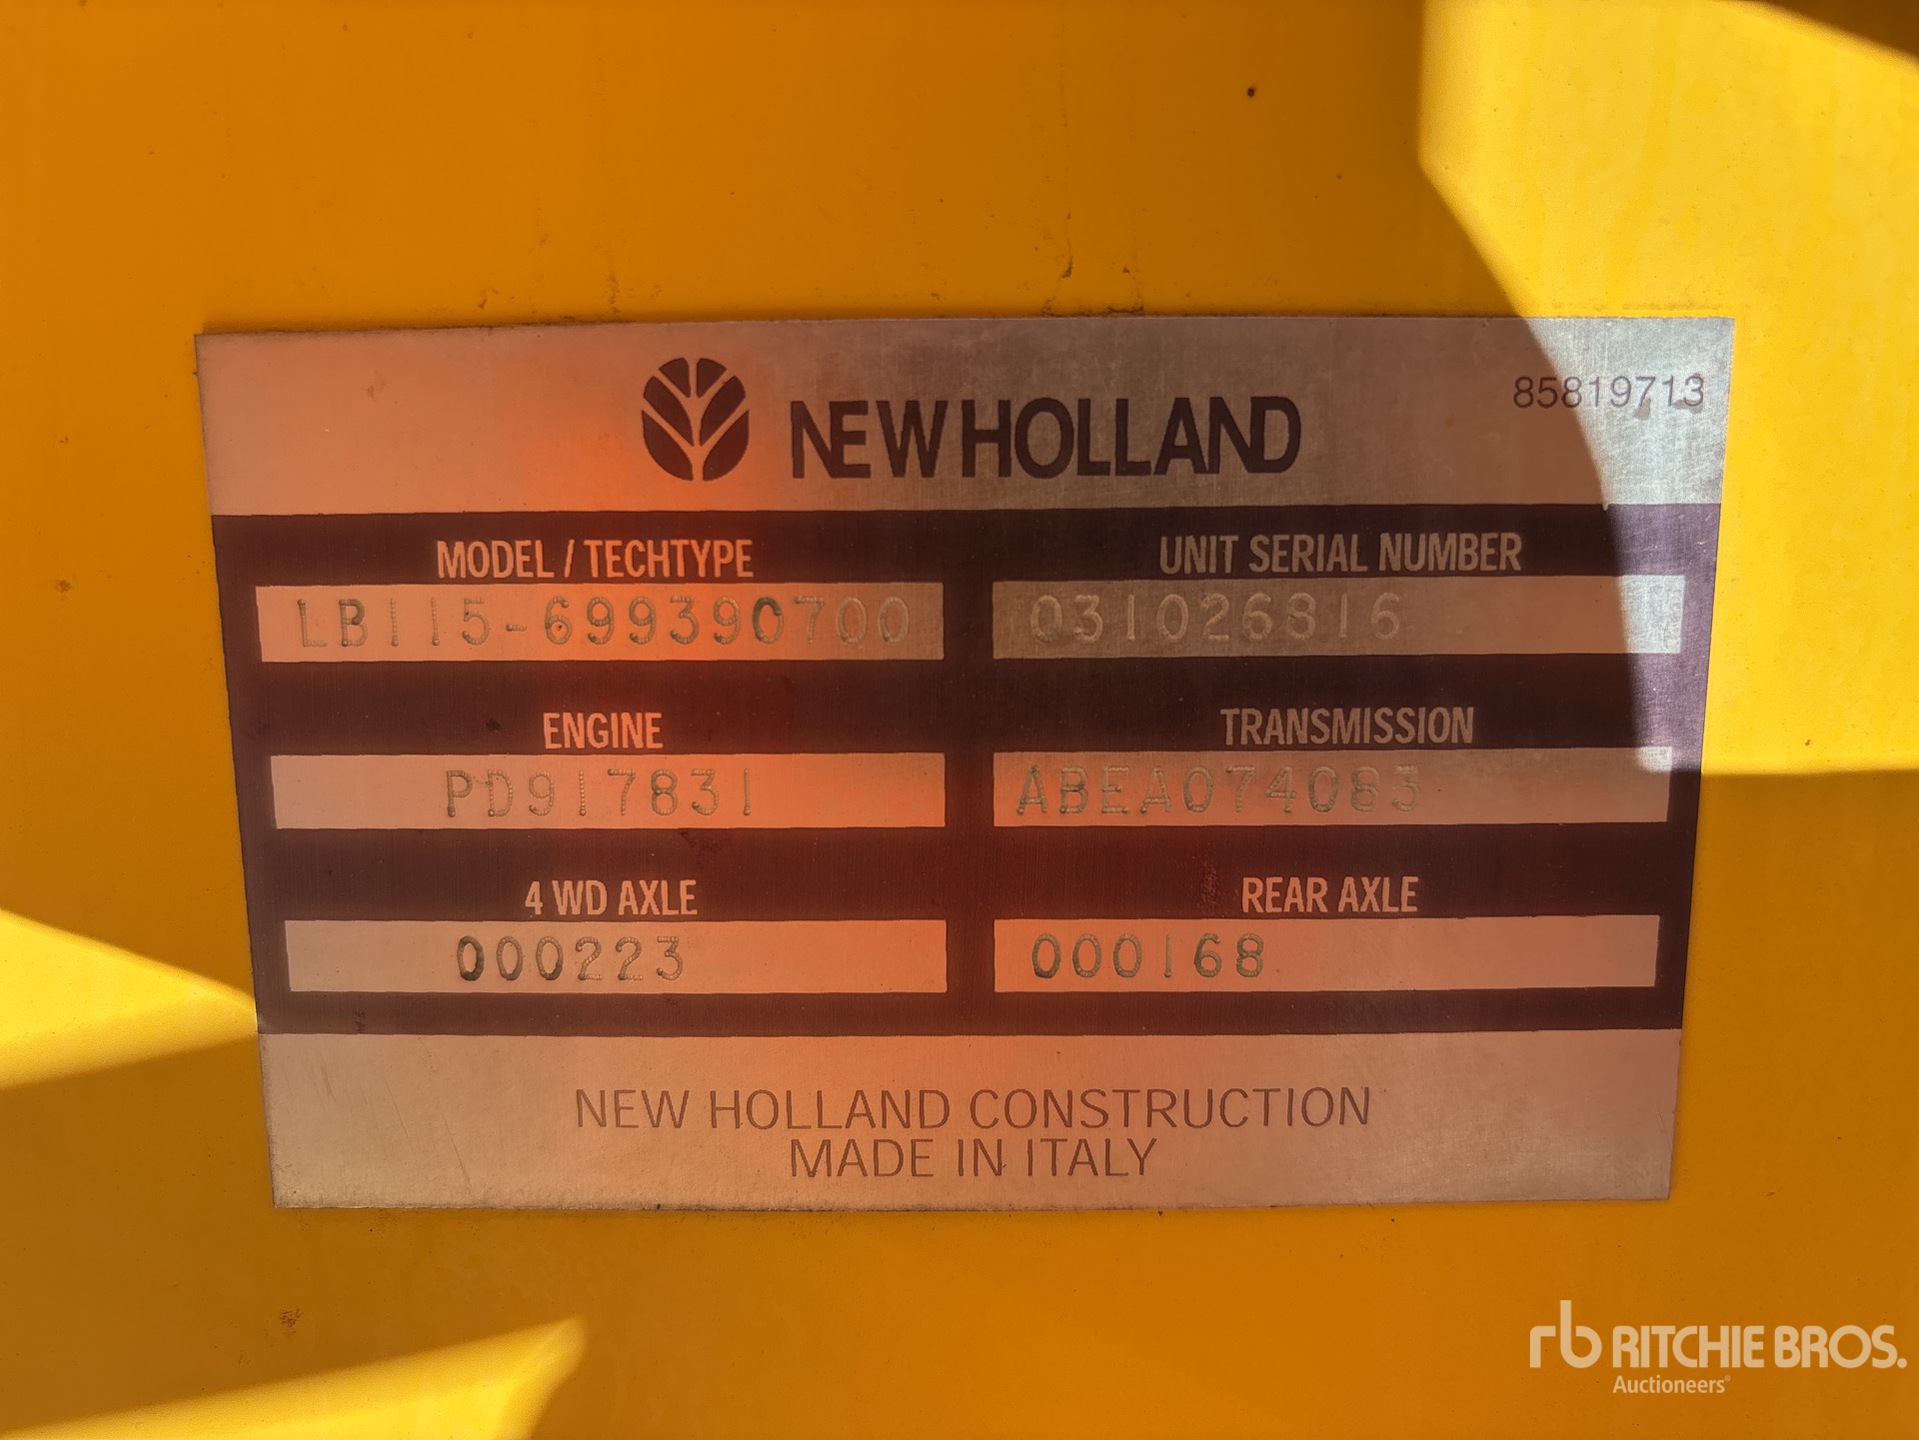 NEW HOLLAND
85819713
MODEL / TECHTYPE
UNIT SERIAL NUMBER
LB115-699390700
031026816
ENGINE
TRANSMISSION
PD917831
ABEA074083
4 WD AXLE
REAR AXLE
000223
000168
NEW HOLLAND CONSTRUCTION
MADE IN ITALY
rb RITCHIE BROS.
Auctioneers®